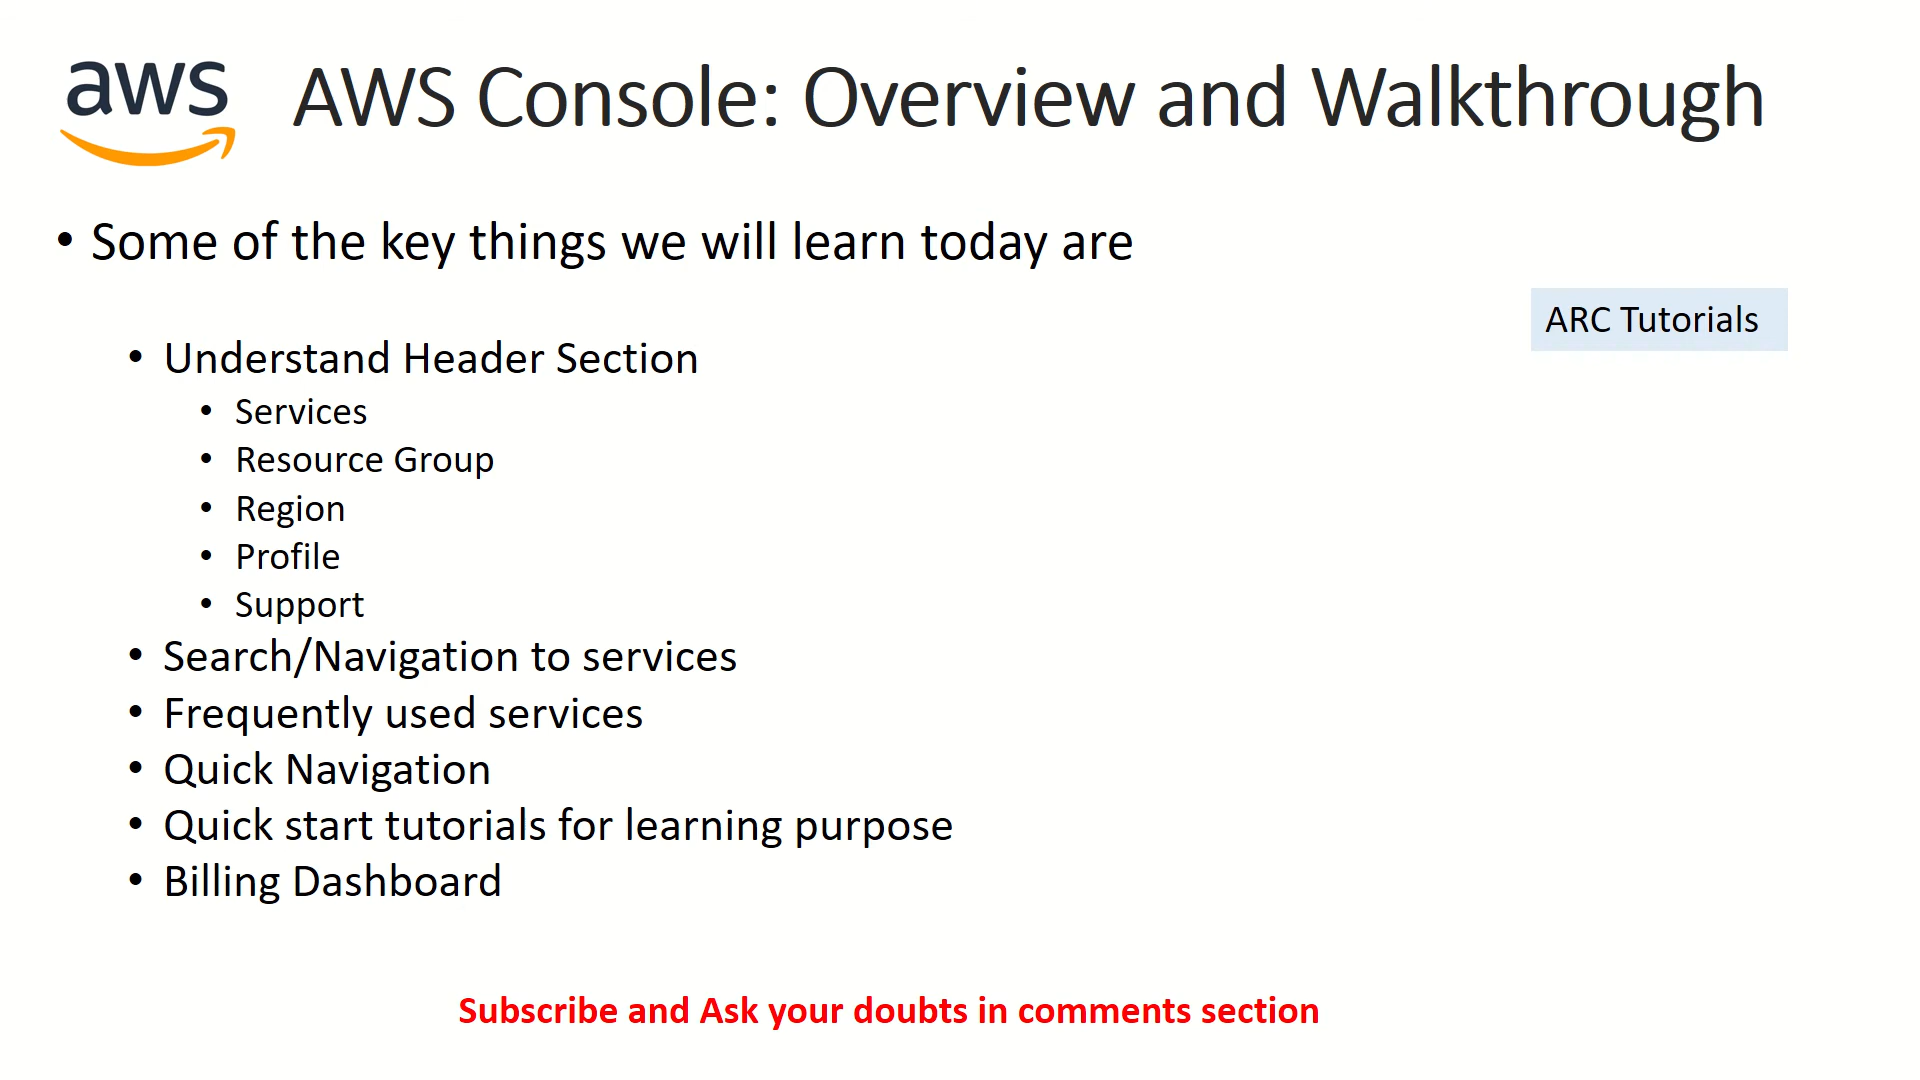 aws
AWS Console: Overview and Walkthrough
• Some of the key things we will learn today are
ARC Tutorials
• Understand Header Section
• Services
• Resource Group
• Region
• Profile
• Support
• Search/Navigation to services
• Frequently used services
• Quick Navigation
• Quick start tutorials for learning purpose
• Billing Dashboard
Subscribe and Ask your doubts in comments section